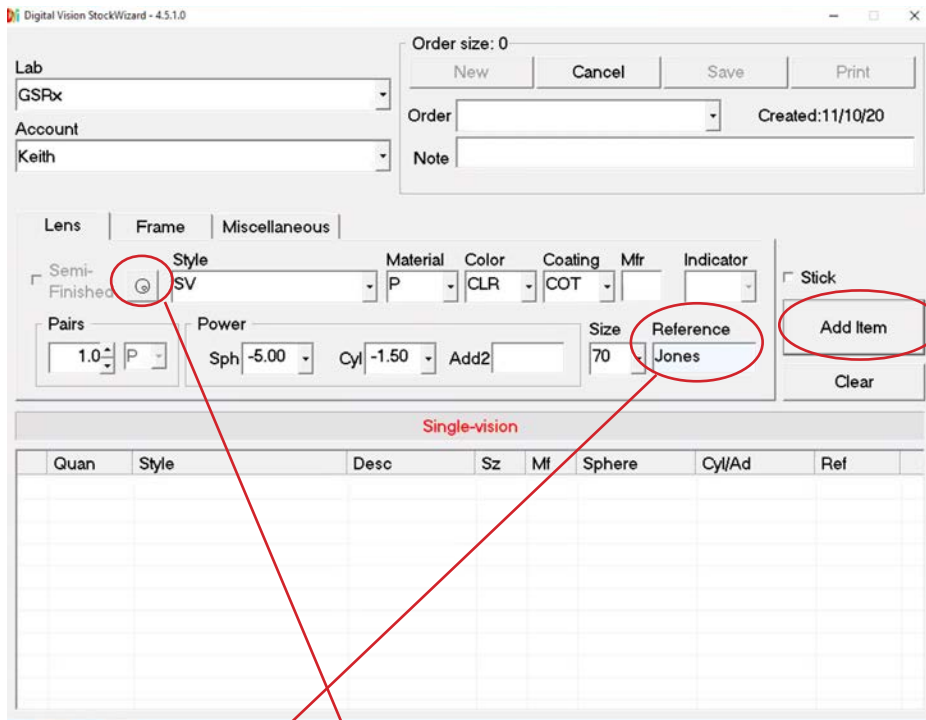 Digital Vision StockWizard - 4.5.1.0
Lab
GSRx
Account
Keith
Order size: 0
New Cancel Save Print
Order Created:11/10/20
Note
Lens Frame Miscellaneous
Semi-Finished
Style Material Color Coating Mfr Indicator
SV P CLR COT
Stick
Pairs Power Size Reference
1.0 P Sph -5.00 Cyl -1.50 Add2 70 Jones
Add Item
Clear
Single-vision
Quan Style Desc Sz Mf Sphere Cyl/Ad Ref